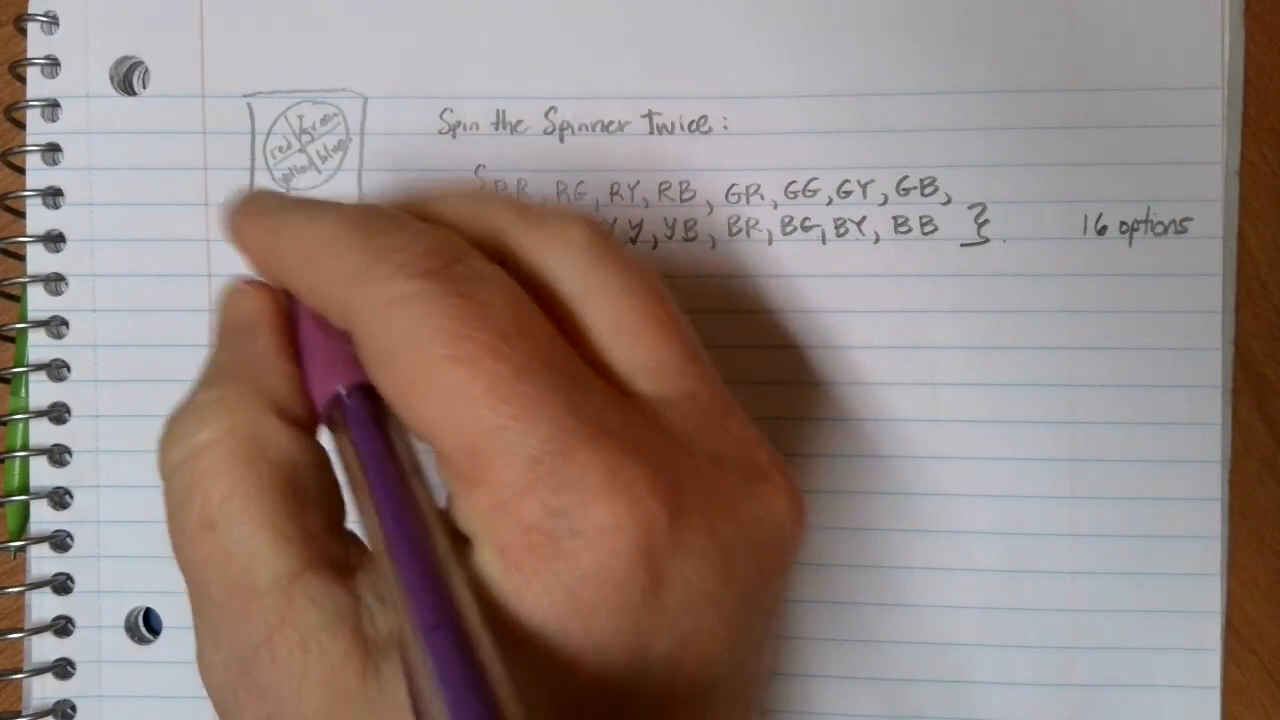 Spin the Spinner Twice:
green
red
blue
yellow
RG, RY, RB, GR, GG, GY, GB,
YB, BR, BG, BY, BB }
16 options